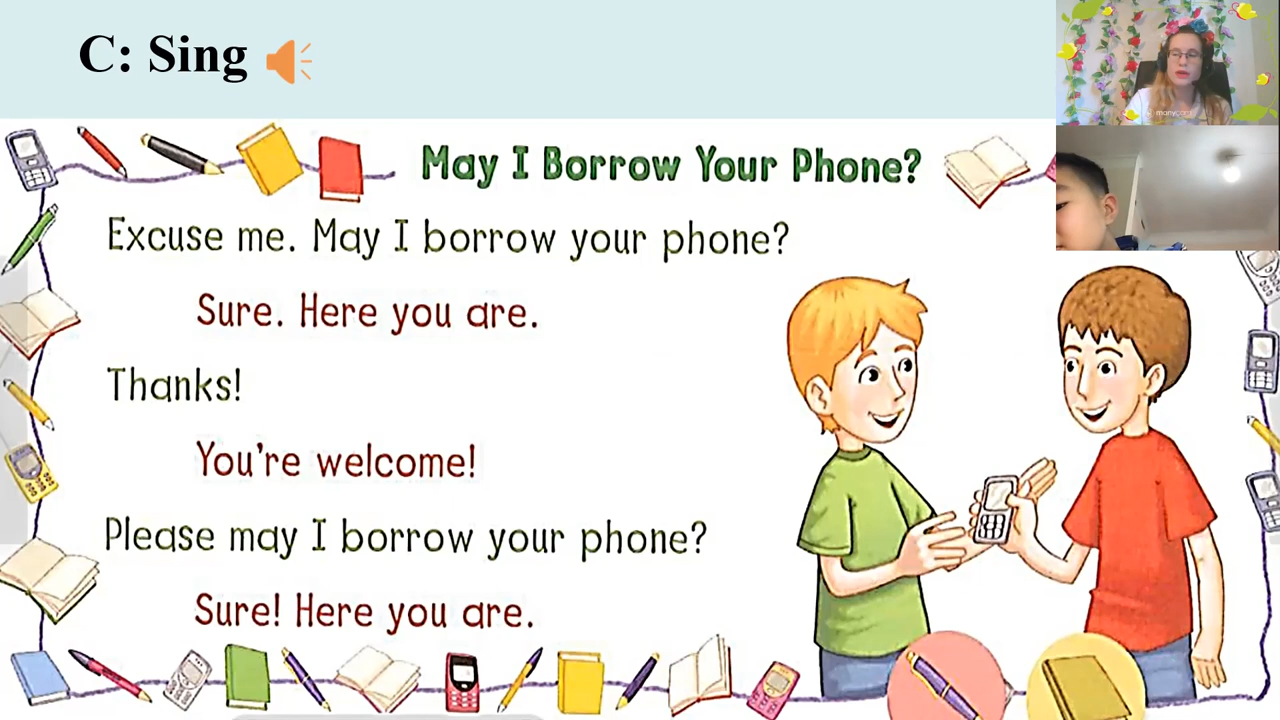 C: Sing
manycam
May I Borrow Your Phone?
Excuse me. May I borrow your phone?
Sure. Here you are.
Thanks!
You're welcome!
Please may I borrow your phone?
Sure! Here you are.